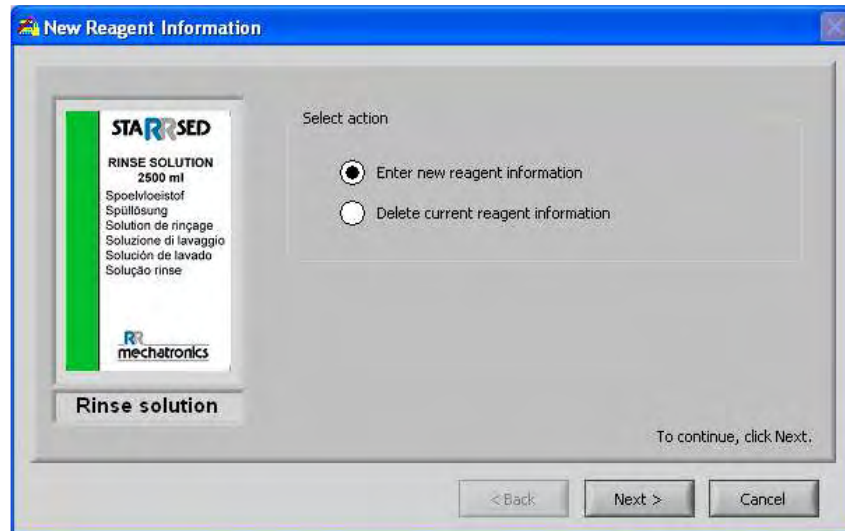 New Reagent Information
STARRSED
RINSE SOLUTION
2500 ml
Spoelvloeistof
Spüllösung
Solution de rinçage
Soluzione di lavaggio
Solución de lavado
Solução rinse
RR
mechatronics
Rinse solution
Select action
Enter new reagent information
Delete current reagent information
To continue, click Next.
< Back
Next >
Cancel